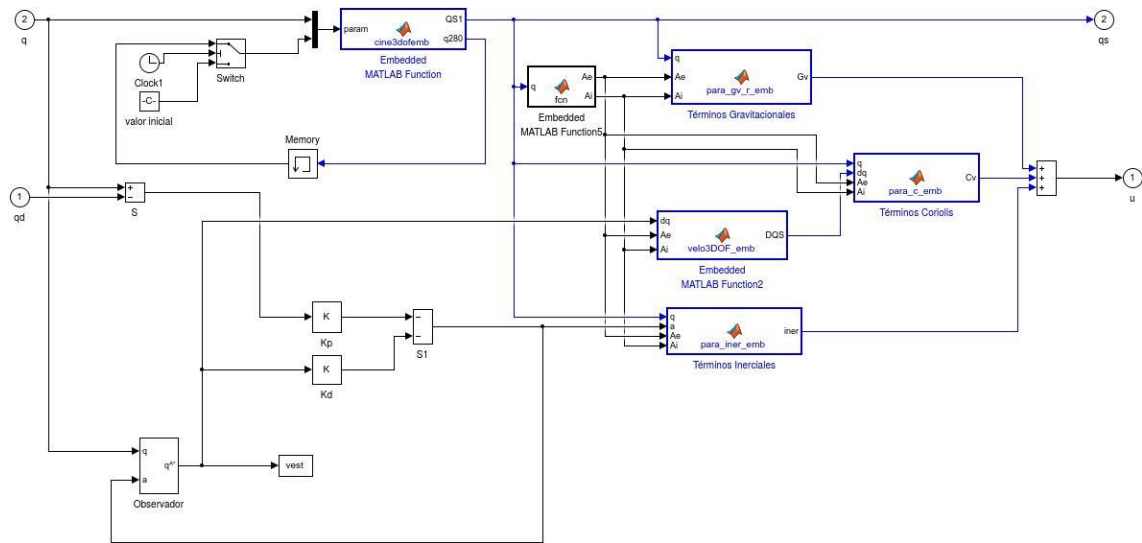 2
q
param
cine3dofemb
QS1
q280
Embedded
MATLAB Function
2
qs
Clock1
Switch
-C-
valor inicial
q
fcn
Ae
Ai
Embedded
MATLAB Function5
q
Ae
Ai
para_gv_r_emb
Gv
Términos Gravitacionales
Memory
q
dq
Ae
Ai
para_c_emb
Cv
Términos Coriolis
+
+
+
1
u
1
qd
+
−
S
dq
Ae
Ai
velo3DOF_emb
DQS
Embedded
MATLAB Function2
K
Kp
−
−
S1
K
Kd
q
a
Ae
Ai
para_iner_emb
iner
Términos Inerciales
q
a
q^'
Observador
vest